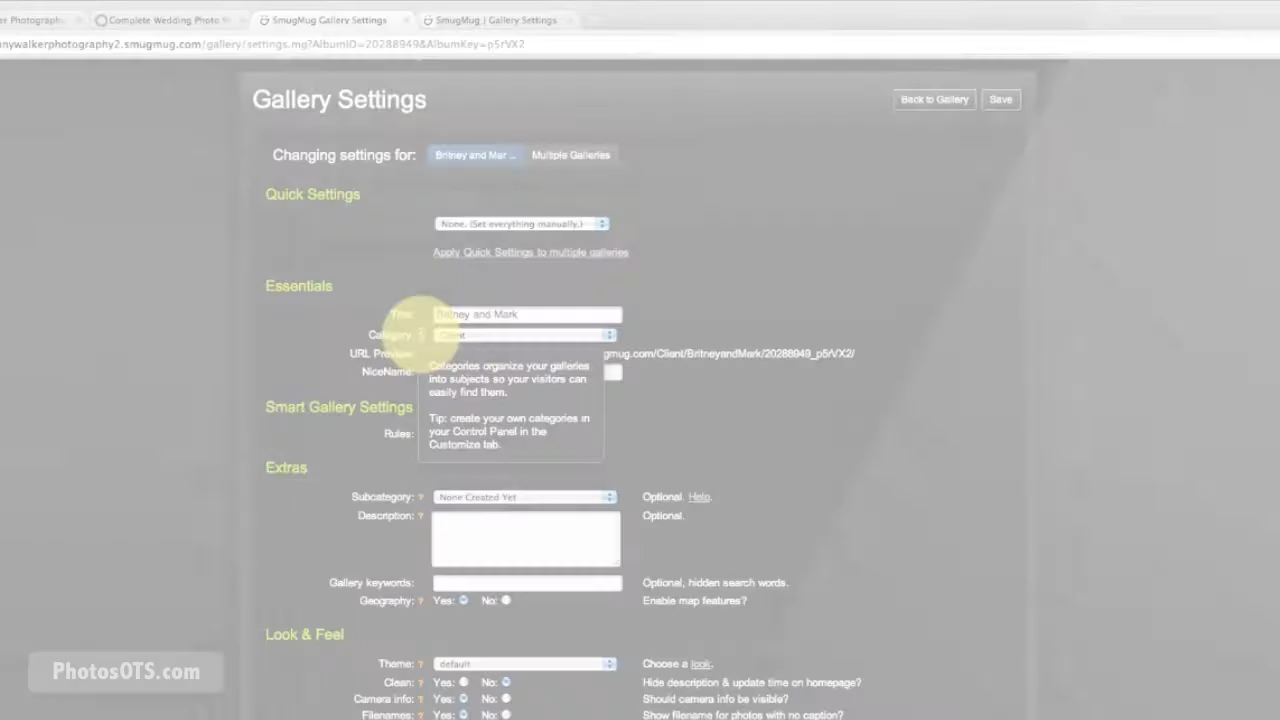 er Photograph
Complete Wedding Photo
SmugMug Gallery Settings
SmugMug | Gallery Settings
nywalkerphotography2.smugmug.com/gallery/settings.mg?AlbumID=20288949&AlbumKey=p5rVX2
Gallery Settings
Back to Gallery
Save
Changing settings for:
Britney and Mar ...
Multiple Galleries
Quick Settings
None. (Set everything manually.)
Apply Quick Settings to multiple galleries
Essentials
Title: Britney and Mark
Category: ? Client
URL Preview gmug.com/Client/BritneyandMark/20288949_p5rVX2/
NiceName:
Categories organize your galleries
into subjects so your visitors can
easily find them.
Tip: create your own categories in
your Control Panel in the
Customize tab.
Smart Gallery Settings
Rules:
Extras
Subcategory: ? None Created Yet Optional. Help.
Description: ? Optional.
Gallery keywords: Optional, hidden search words.
Geography: ? Yes: No: Enable map features?
Look & Feel
Theme: ? default Choose a look.
Clean: ? Yes: No: Hide description & update time on homepage?
Camera info: ? Yes: No: Should camera info be visible?
Filenames: ? Yes: No: Show filename for photos with no caption?
PhotosOTS.com